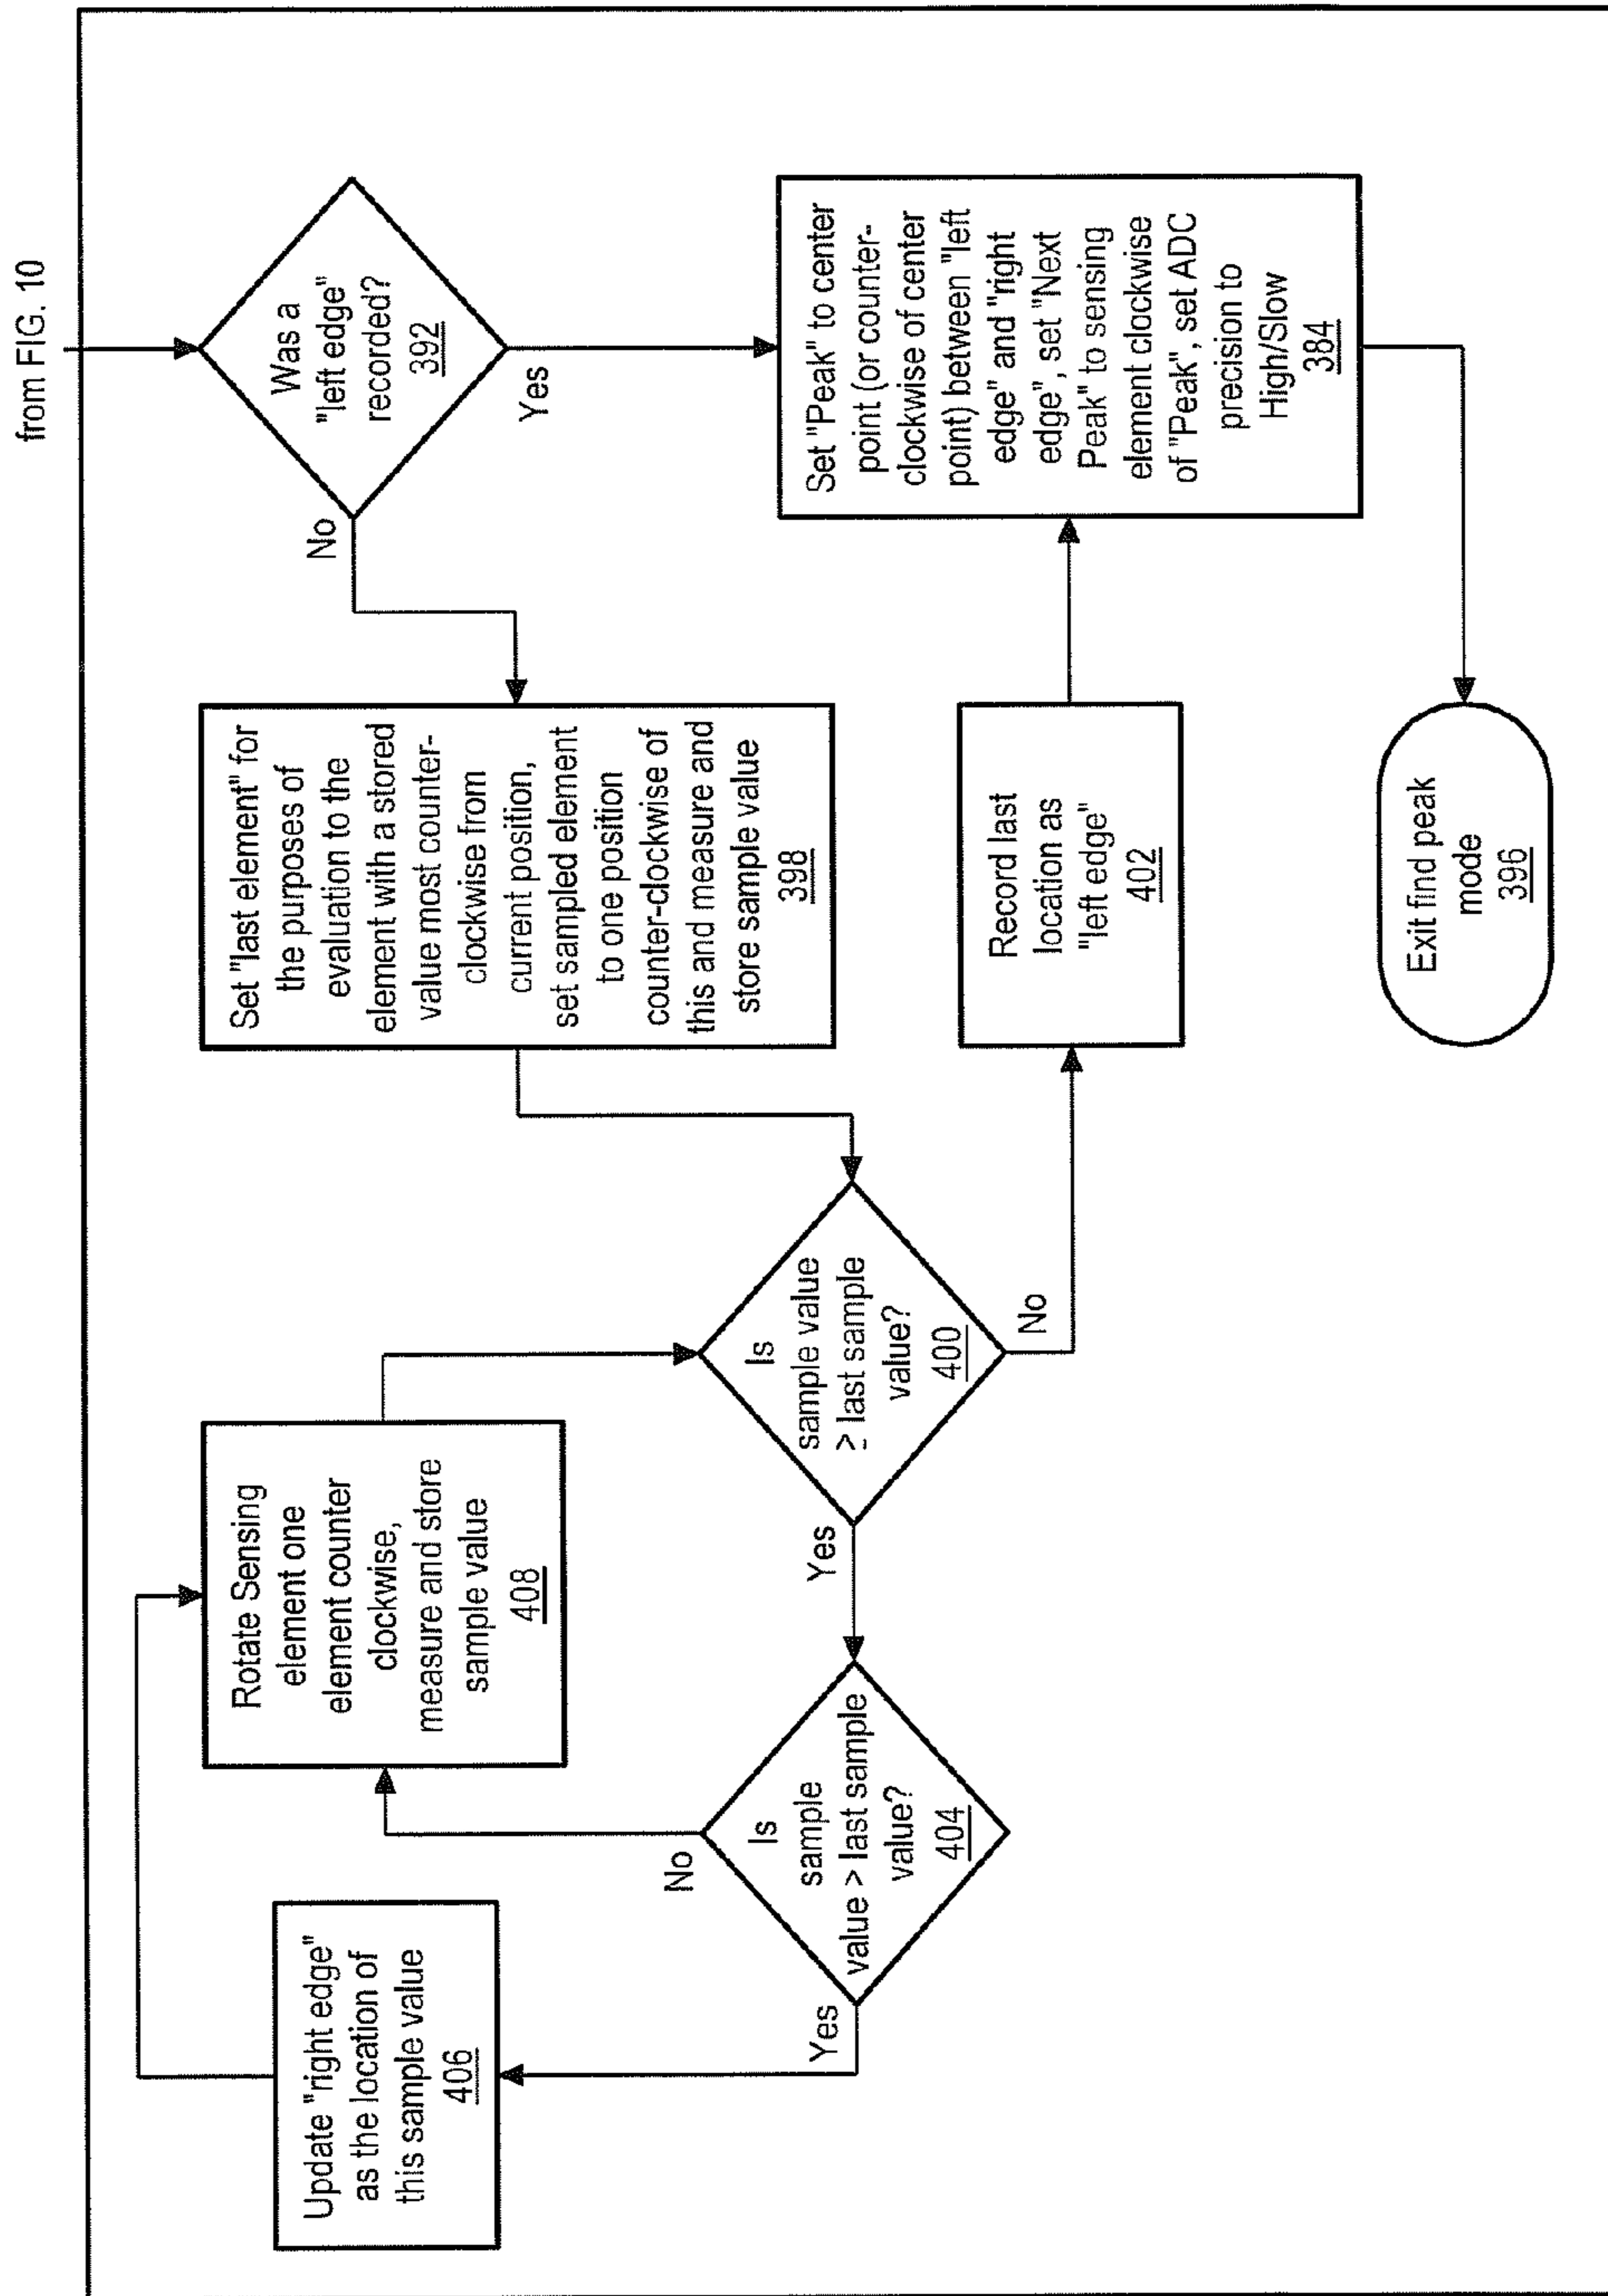 from FIG. 10
Was a
"left edge"
recorded?
392
No
Yes
Set "last element" for
the purposes of
evaluation to the
element with a stored
value most counter-
clockwise from
current position,
set sampled element
to one position
counter-clockwise of
this and measure and
store sample value
398
Set "Peak" to center
point (or counter-
clockwise of center
point) between "left
edge" and "right
edge", set "Next
Peak" to sensing
element clockwise
of "Peak", set ADC
precision to
High/Slow
384
Record last
location as
"left edge"
402
Exit find peak
mode
396
Is
sample value
≥ last sample
value?
400
No
Yes
Rotate Sensing
element one
element counter
clockwise,
measure and store
sample value
408
Is
sample
value > last sample
value?
404
No
Yes
Update "right edge"
as the location of
this sample value
406